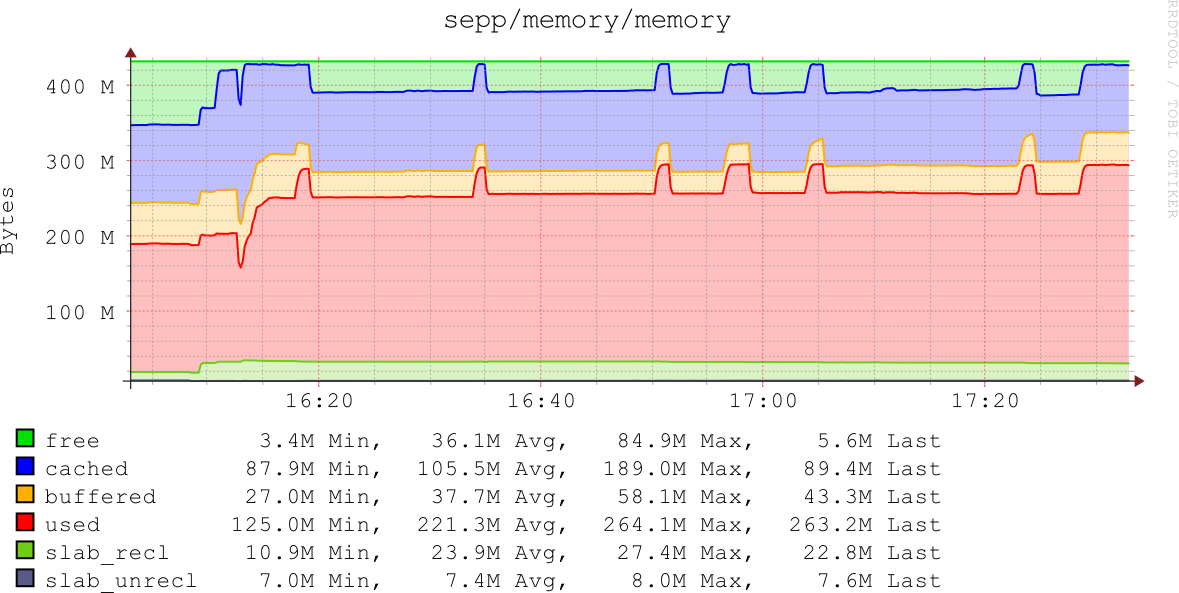 sepp/memory/memory
RRDTOOL / TOBI OETIKER
Bytes
400 M
300 M
200 M
100 M
16:20 16:40 17:00 17:20
free 3.4M Min, 36.1M Avg, 84.9M Max, 5.6M Last
cached 87.9M Min, 105.5M Avg, 189.0M Max, 89.4M Last
buffered 27.0M Min, 37.7M Avg, 58.1M Max, 43.3M Last
used 125.0M Min, 221.3M Avg, 264.1M Max, 263.2M Last
slab_recl 10.9M Min, 23.9M Avg, 27.4M Max, 22.8M Last
slab_unrecl 7.0M Min, 7.4M Avg, 8.0M Max, 7.6M Last